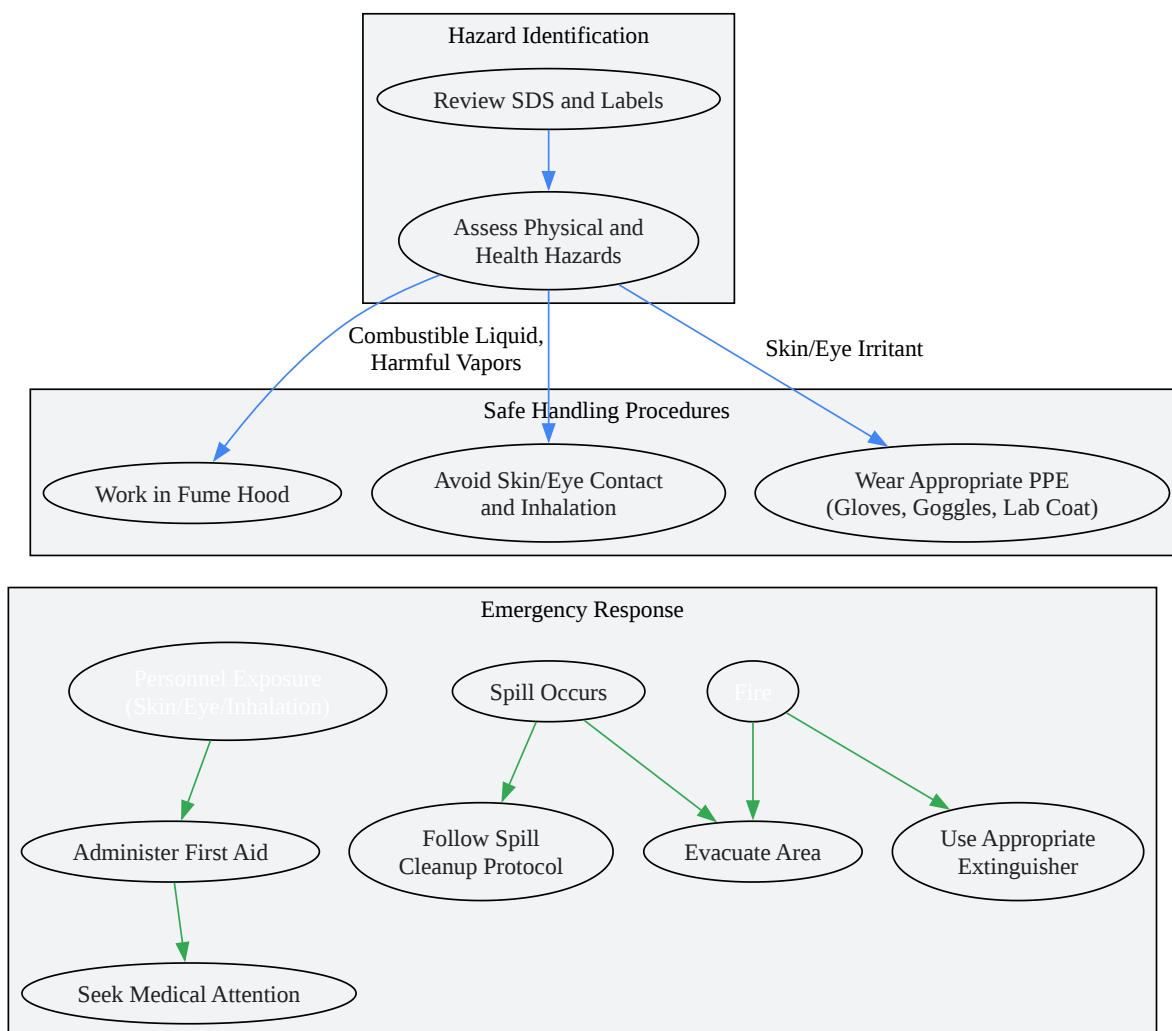 Hazard Identification
Review SDS and Labels
Assess Physical and
Health Hazards
Combustible Liquid,
Harmful Vapors
Skin/Eye Irritant
Safe Handling Procedures
Work in Fume Hood
Avoid Skin/Eye Contact
and Inhalation
Wear Appropriate PPE
(Gloves, Goggles, Lab Coat)
Emergency Response
Personnel Exposure
(Skin/Eye/Inhalation)
Spill Occurs
Fire
Administer First Aid
Follow Spill
Cleanup Protocol
Evacuate Area
Use Appropriate
Extinguisher
Seek Medical Attention